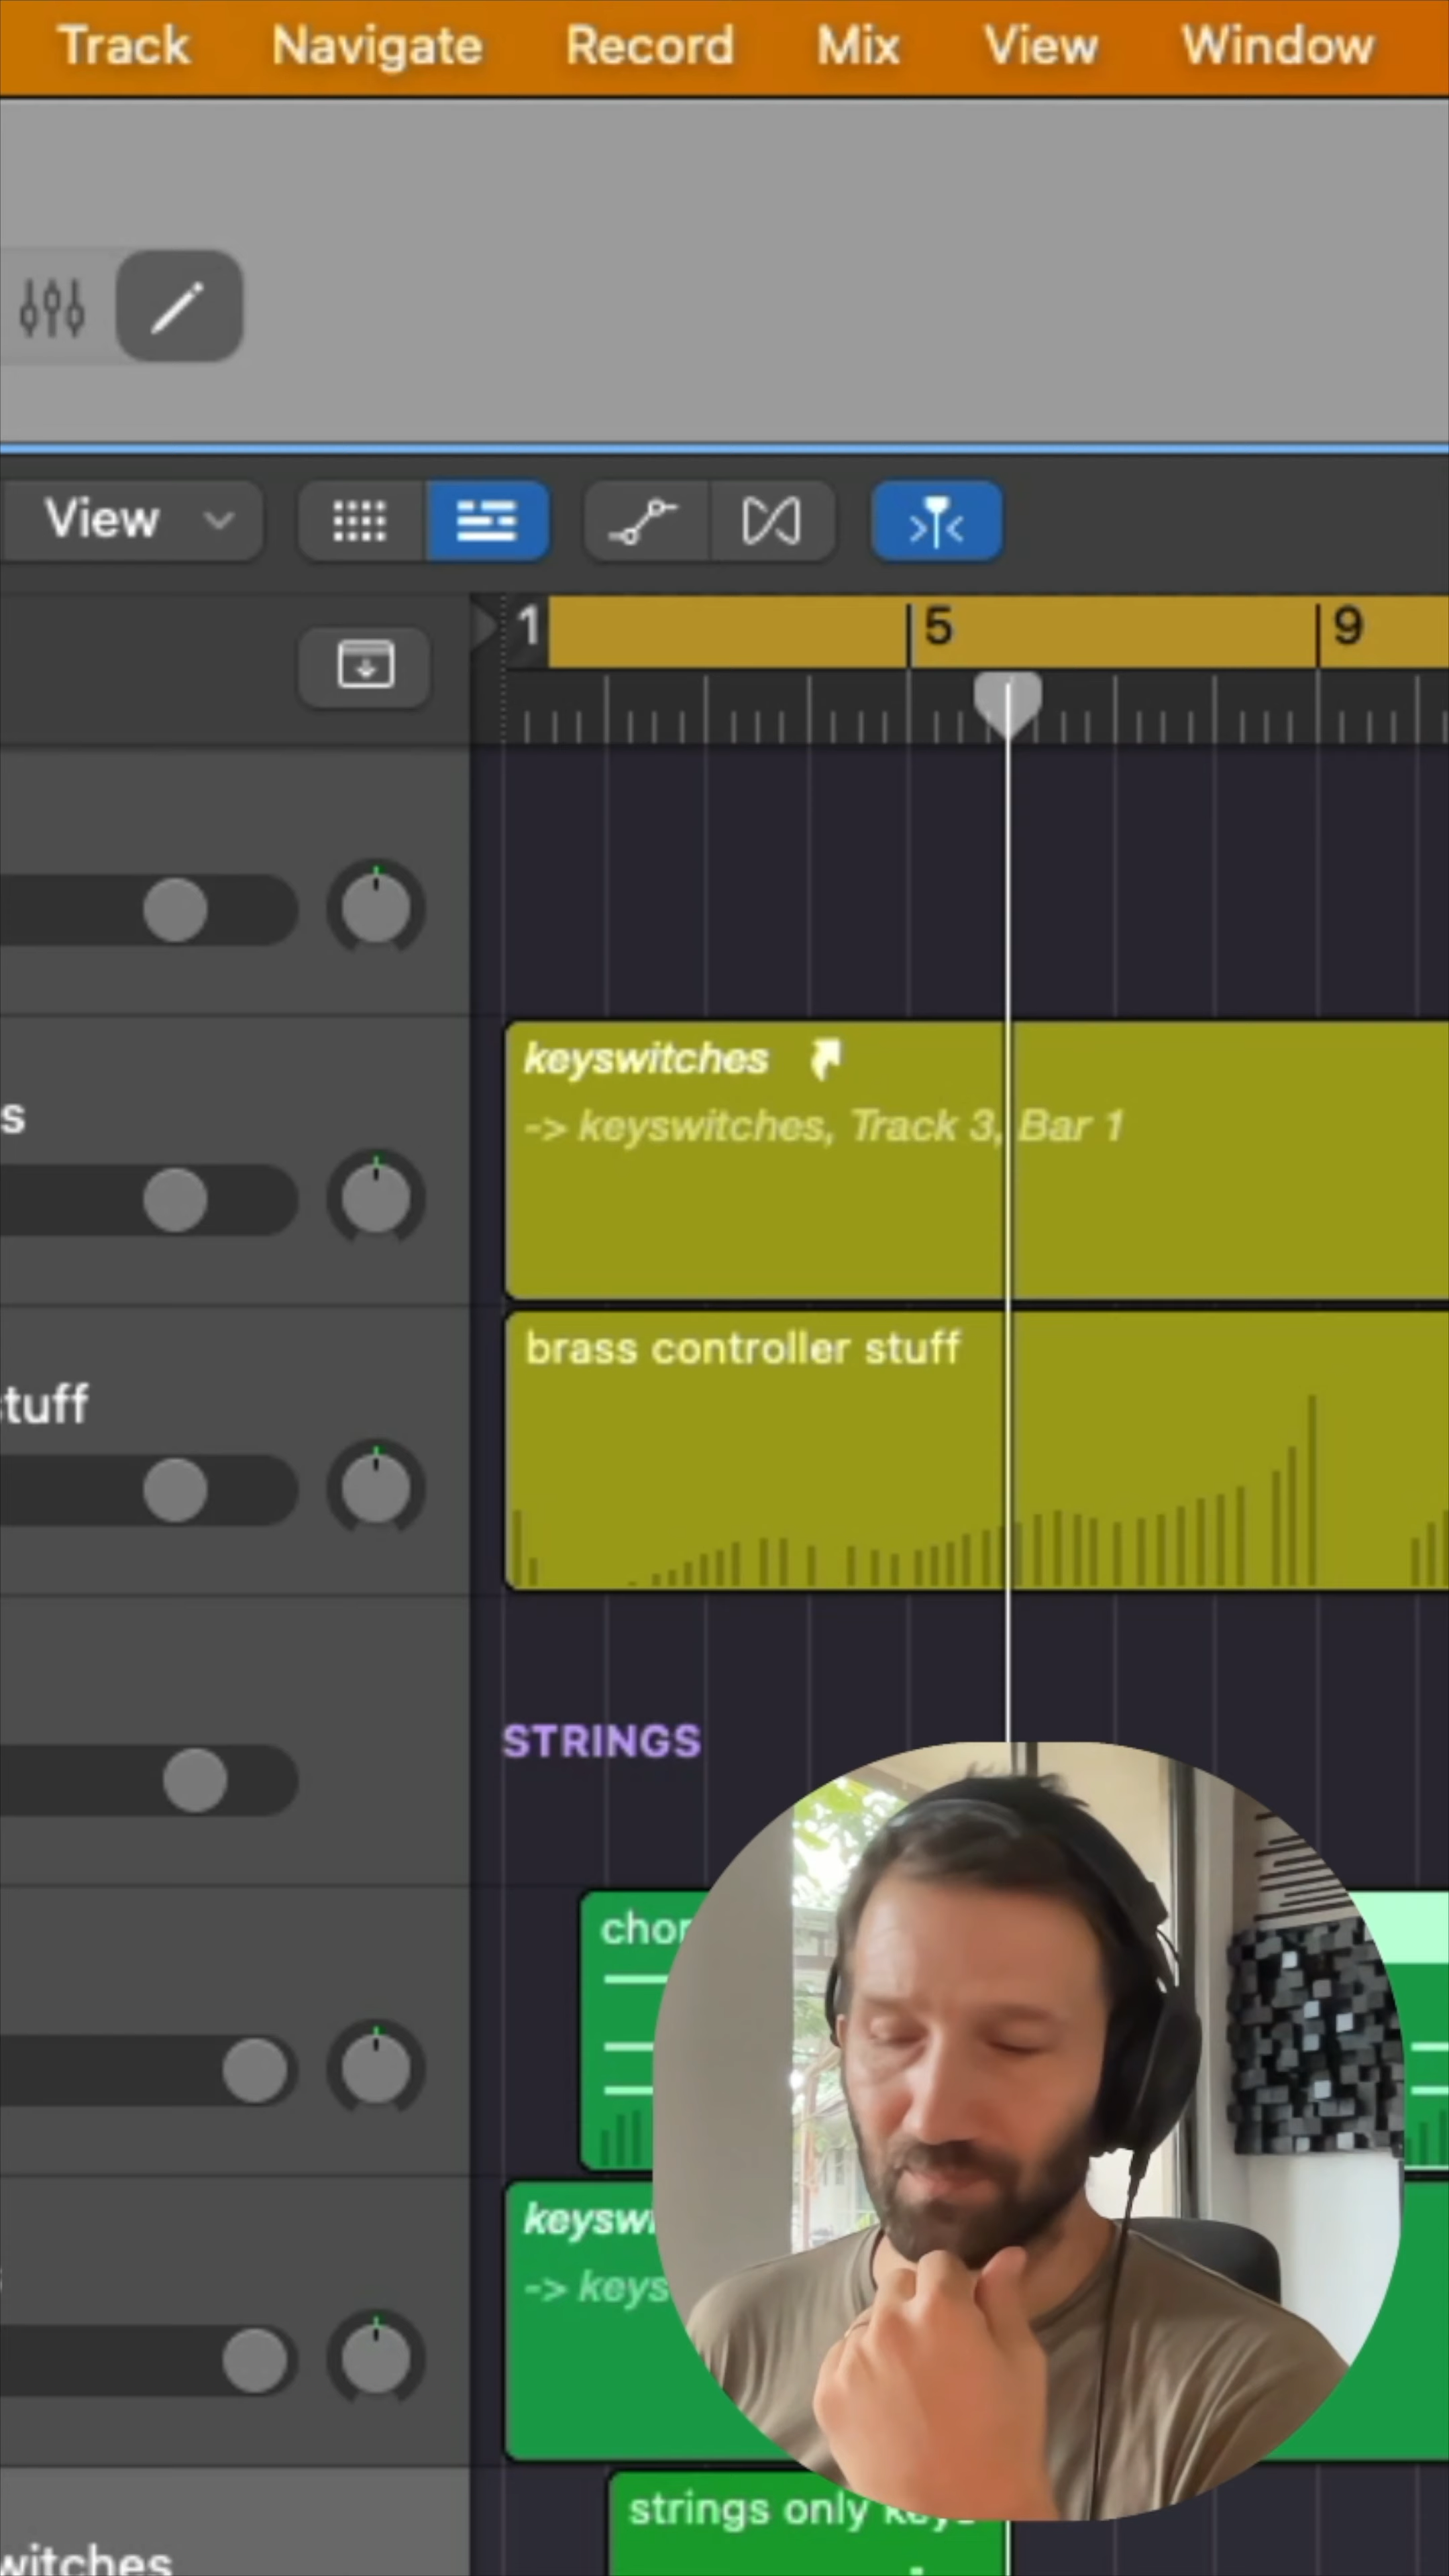 Track Navigate Record Mix View Window
View
1 5 9
keyswitches
-> keyswitches, Track 3, Bar 1
s
brass controller stuff
tuff
STRINGS
chor
keysw
-> keys
strings only keys
witches